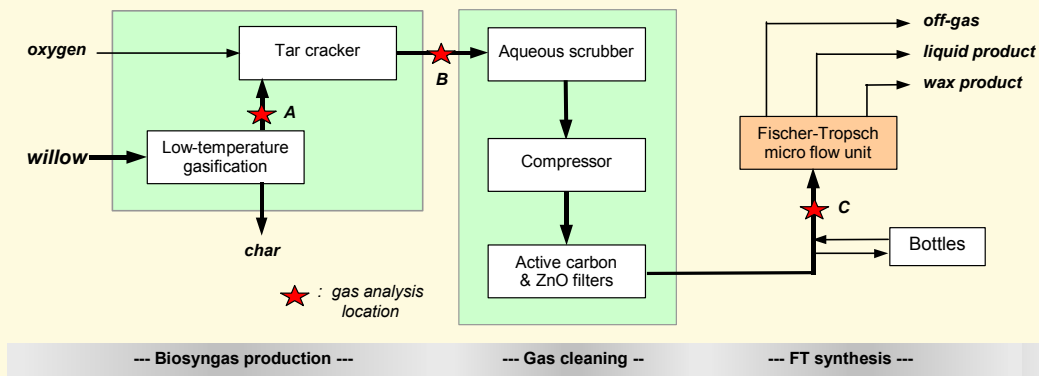 oxygen
Tar cracker
A
willow
Low-temperature
gasification
char
: gas analysis
location
B
Aqueous scrubber
Compressor
Active carbon
& ZnO filters
off-gas
liquid product
wax product
Fischer-Tropsch
micro flow unit
C
Bottles
--- Biosyngas production ---
--- Gas cleaning --
--- FT synthesis ---